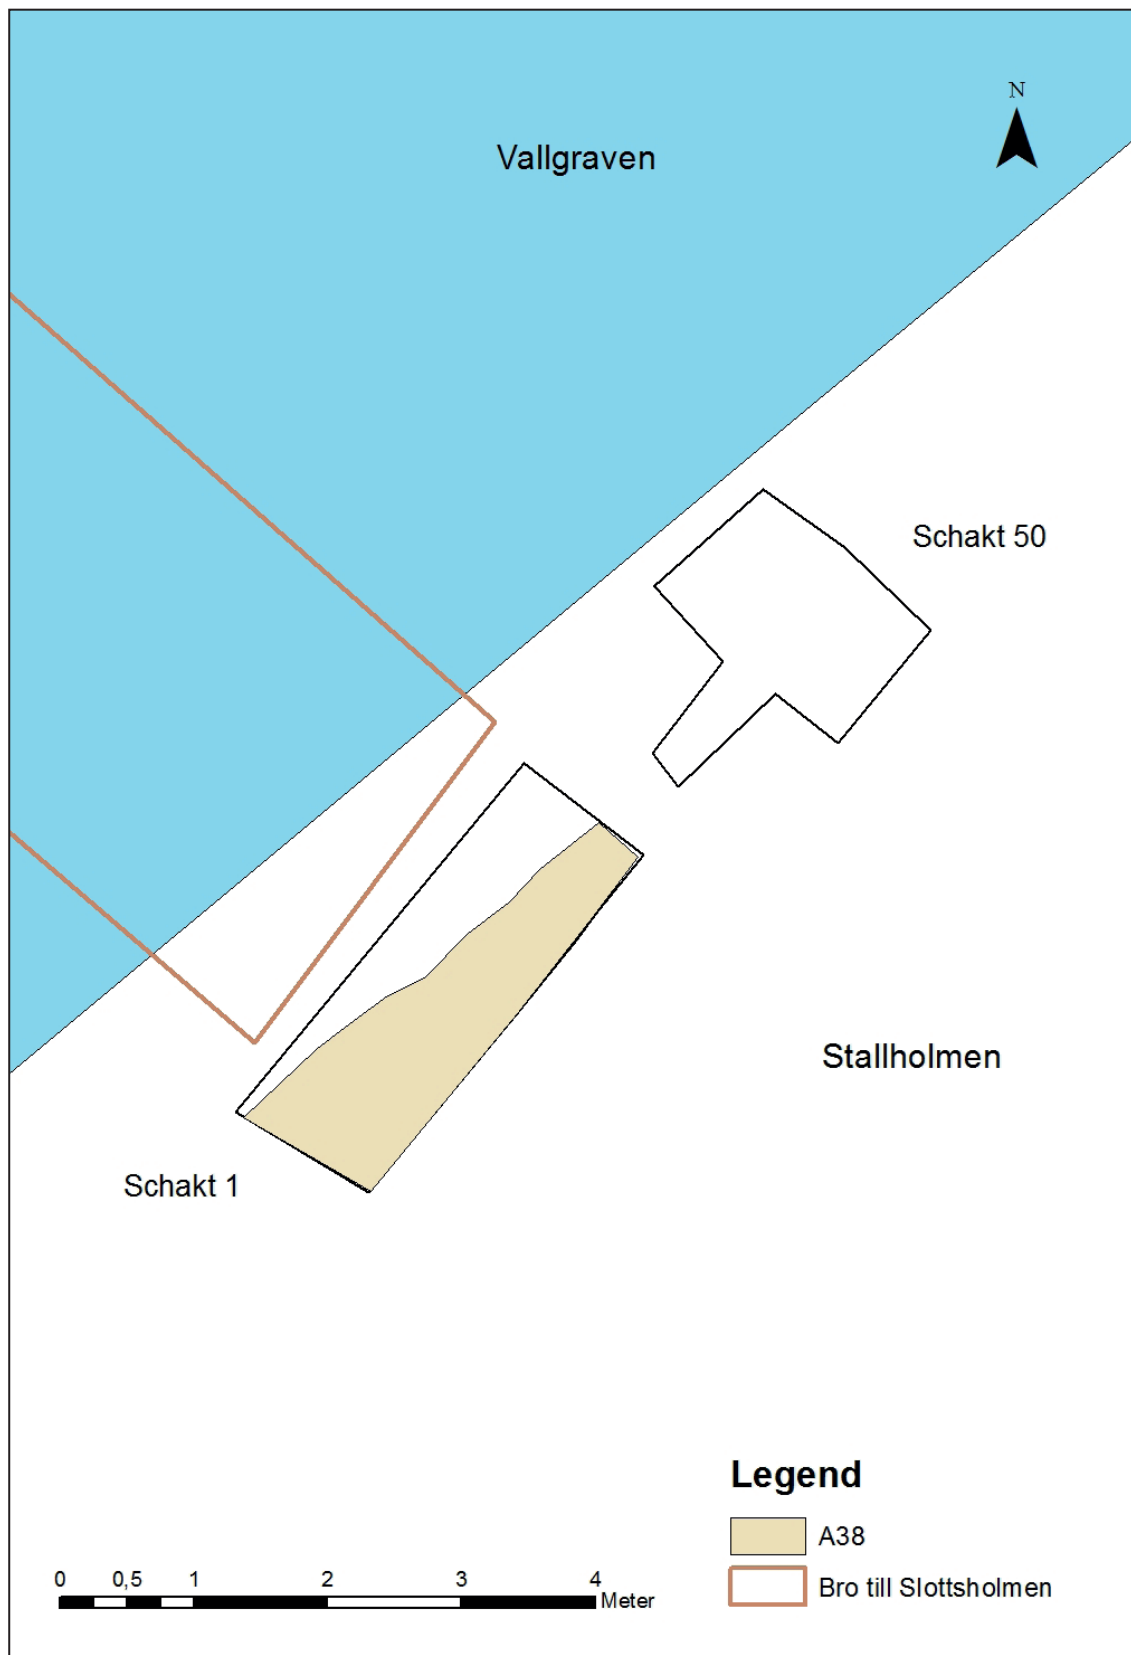 N
Vallgraven
Schakt 50
Stallholmen
Schakt 1
Legend
A38
Bro till Slottsholmen
0 0,5 1 2 3 4
Meter